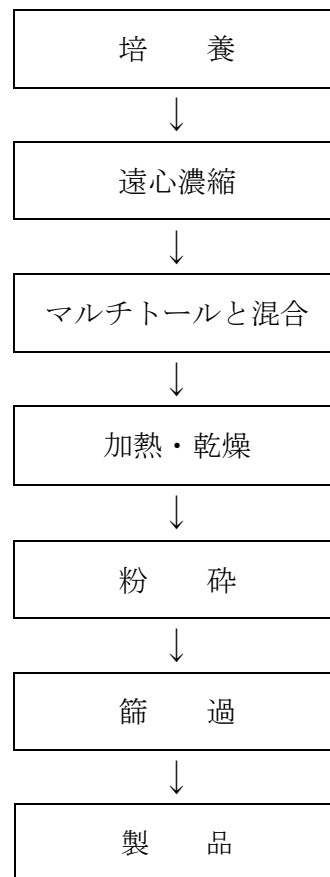 培　　養
↓
遠心濃縮
↓
マルチトールと混合
↓
加熱・乾燥
↓
粉　　砕
↓
篩　　過
↓
製　　品